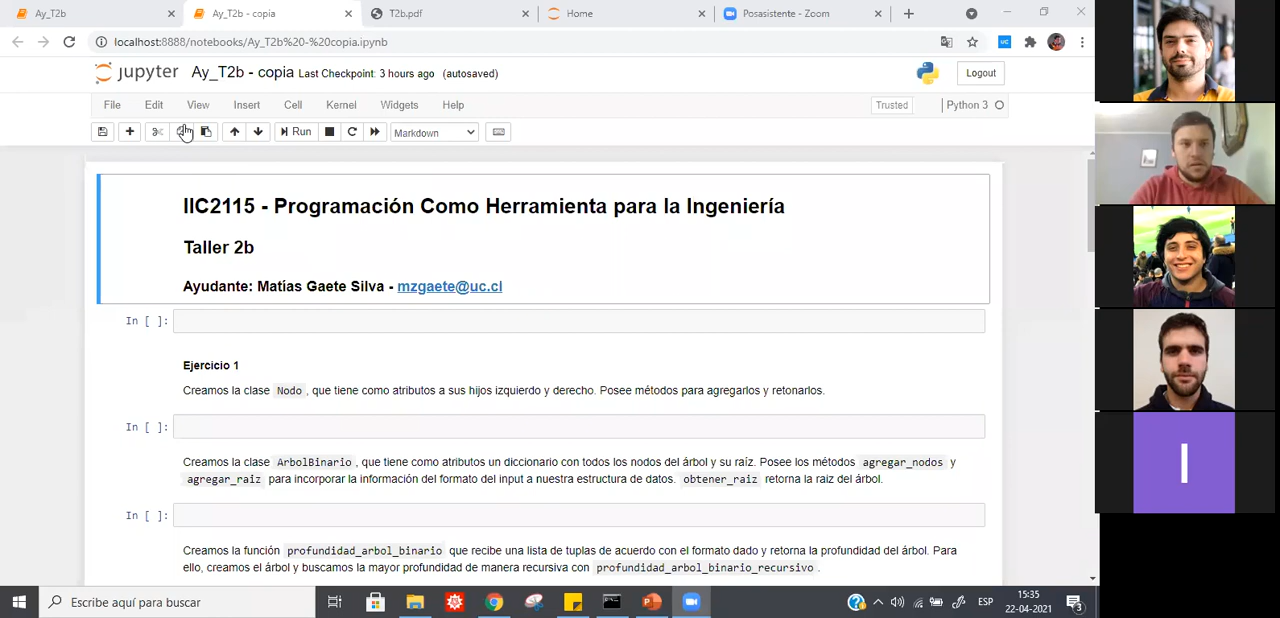 Ay_T2b
Ay_T2b - copia
T2b.pdf
Home
Posasistente - Zoom
localhost:8888/notebooks/Ay_T2b%20-%20copia.ipynb
UC
jupyter Ay_T2b - copia Last Checkpoint: 3 hours ago (autosaved)
Logout
File Edit View Insert Cell Kernel Widgets Help
Trusted
Python 3
Run
Markdown
IIC2115 - Programación Como Herramienta para la Ingeniería
Taller 2b
Ayudante: Matías Gaete Silva - mzgaete@uc.cl
In [ ]:
Ejercicio 1
Creamos la clase Nodo , que tiene como atributos a sus hijos izquierdo y derecho. Posee métodos para agregarlos y retonarlos.
In [ ]:
Creamos la clase ArbolBinario , que tiene como atributos un diccionario con todos los nodos del árbol y su raíz. Posee los métodos agregar_nodos y
agregar_raiz para incorporar la información del formato del input a nuestra estructura de datos. obtener_raiz retorna la raiz del árbol.
In [ ]:
Creamos la función profundidad_arbol_binario que recibe una lista de tuplas de acuerdo con el formato dado y retorna la profundidad del árbol. Para
ello, creamos el árbol y buscamos la mayor profundidad de manera recursiva con profundidad_arbol_binario_recursivo .
I
Escribe aquí para buscar
ESP
15:35
22-04-2021
3